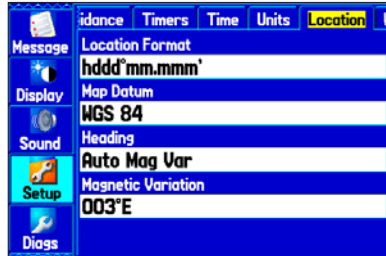 idance Timers Time Units Location
Message
Location Format
hddd°mm.mmm'
Display
Map Datum
WGS 84
Sound
Heading
Auto Mag Var
Setup
Magnetic Variation
003°E
Diags